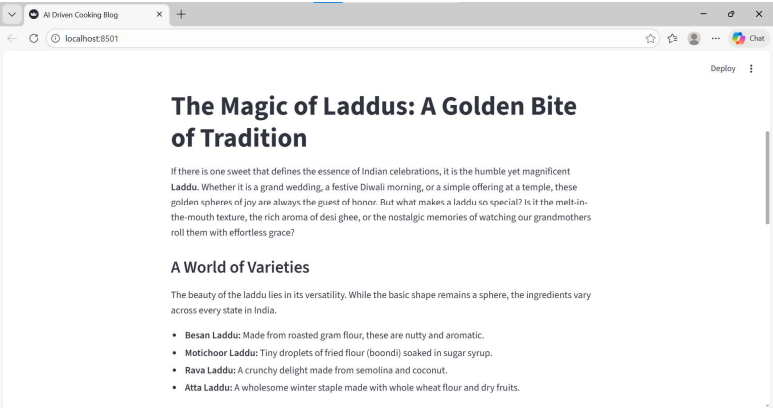 AI Driven Cooking Blog
localhost:8501
Chat
Deploy
The Magic of Laddus: A Golden Bite
of Tradition
If there is one sweet that defines the essence of Indian celebrations, it is the humble yet magnificent
Laddu. Whether it is a grand wedding, a festive Diwali morning, or a simple offering at a temple, these
golden spheres of joy are always the guest of honor. But what makes a laddu so special? Is it the melt-in-
the-mouth texture, the rich aroma of desi ghee, or the nostalgic memories of watching our grandmothers
roll them with effortless grace?
A World of Varieties
The beauty of the laddu lies in its versatility. While the basic shape remains a sphere, the ingredients vary
across every state in India.
• Besan Laddu: Made from roasted gram flour, these are nutty and aromatic.
• Motichoor Laddu: Tiny droplets of fried flour (boondi) soaked in sugar syrup.
• Rava Laddu: A crunchy delight made from semolina and coconut.
• Atta Laddu: A wholesome winter staple made with whole wheat flour and dry fruits.